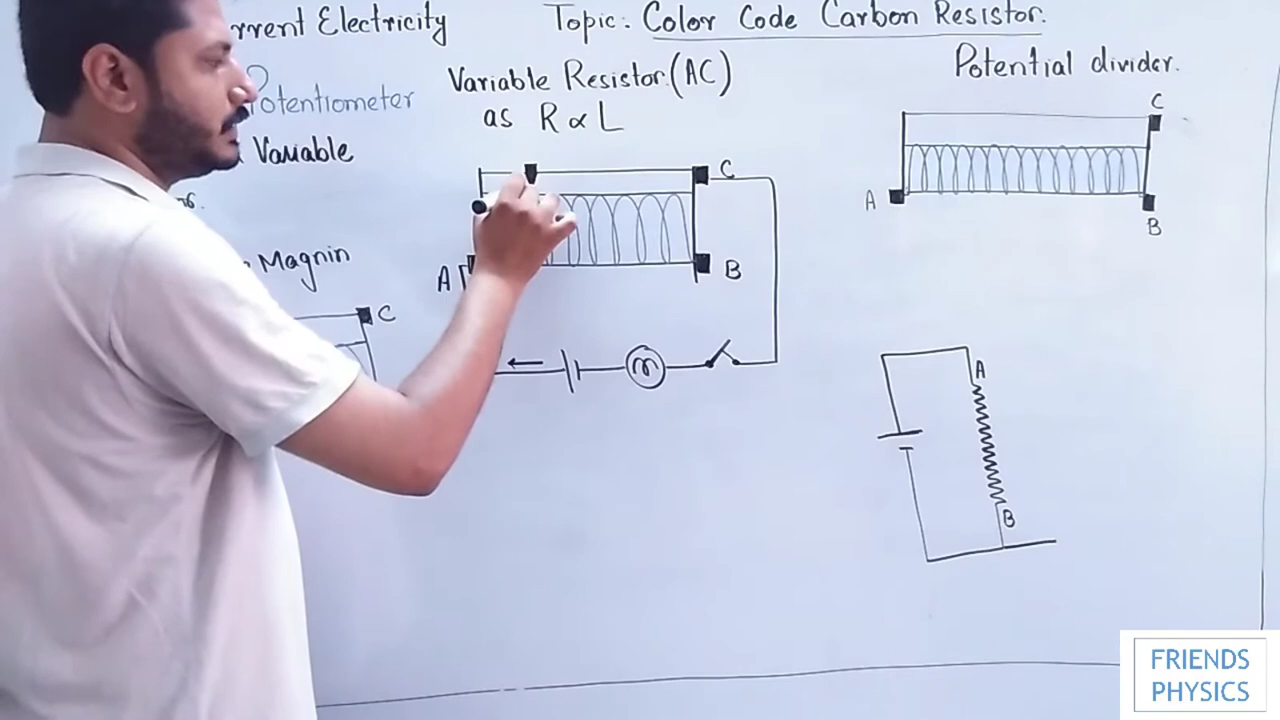 rrent Electricity
Topic: Color Code Carbon Resistor.
Potentiometer
Variable
Magnin
C
Variable Resistor.(AC)
as R ∝ L
C
A
B
m
Potential divider.
C
A
B
A
B
FRIENDS
PHYSICS